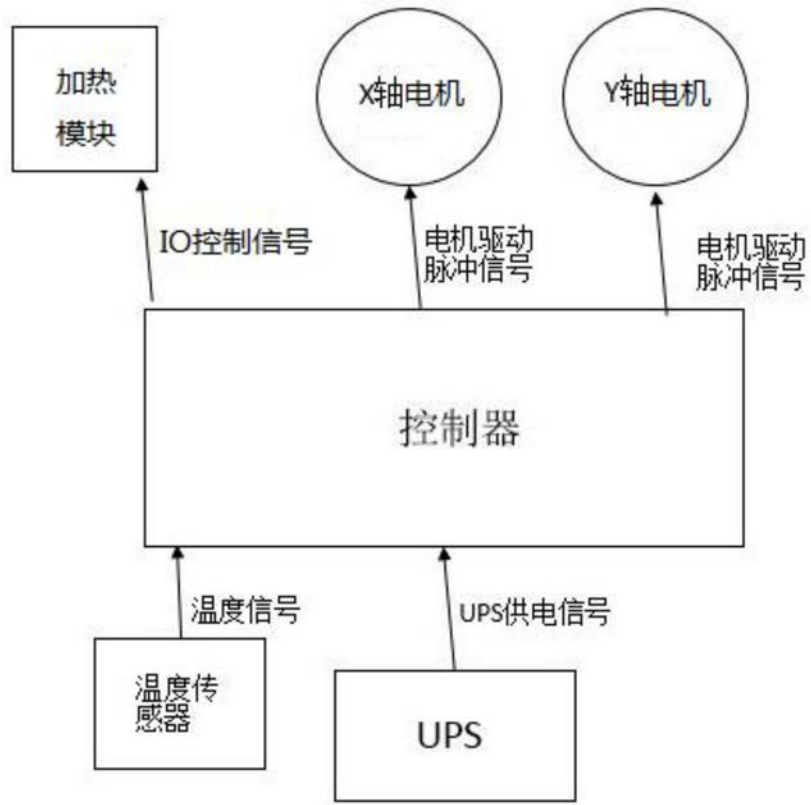 加热
模块
X轴电机
Y轴电机
IO控制信号
电机驱动
脉冲信号
电机驱动
脉冲信号
控制器
温度信号
UPS供电信号
温度传
感器
UPS